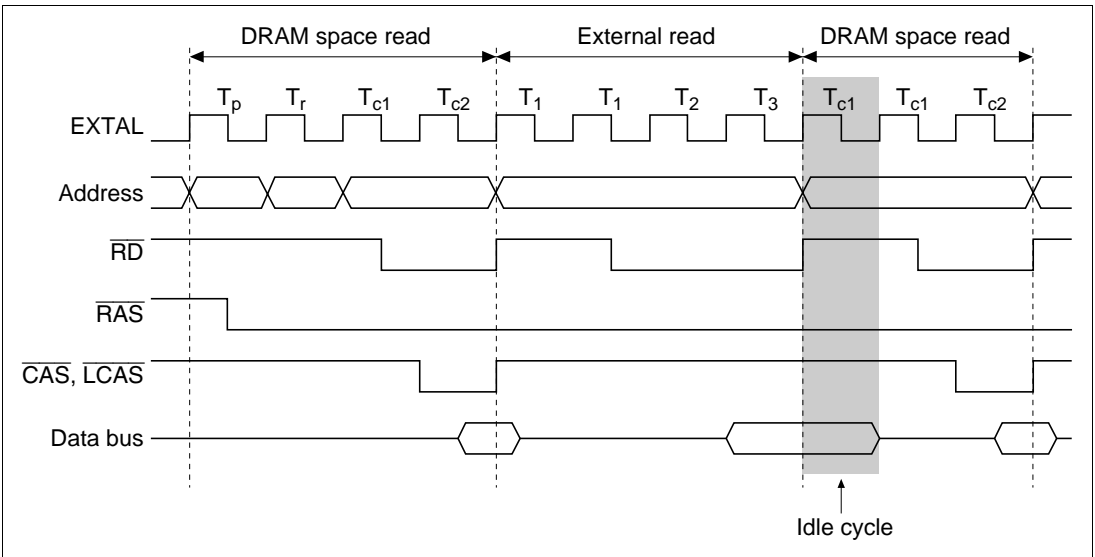 DRAM space read External read DRAM space read
Tp Tr Tc1 Tc2 T1 T1 T2 T3 Tc1 Tc1 Tc2
EXTAL
Address
RD
RAS
CAS, LCAS
Data bus
Idle cycle